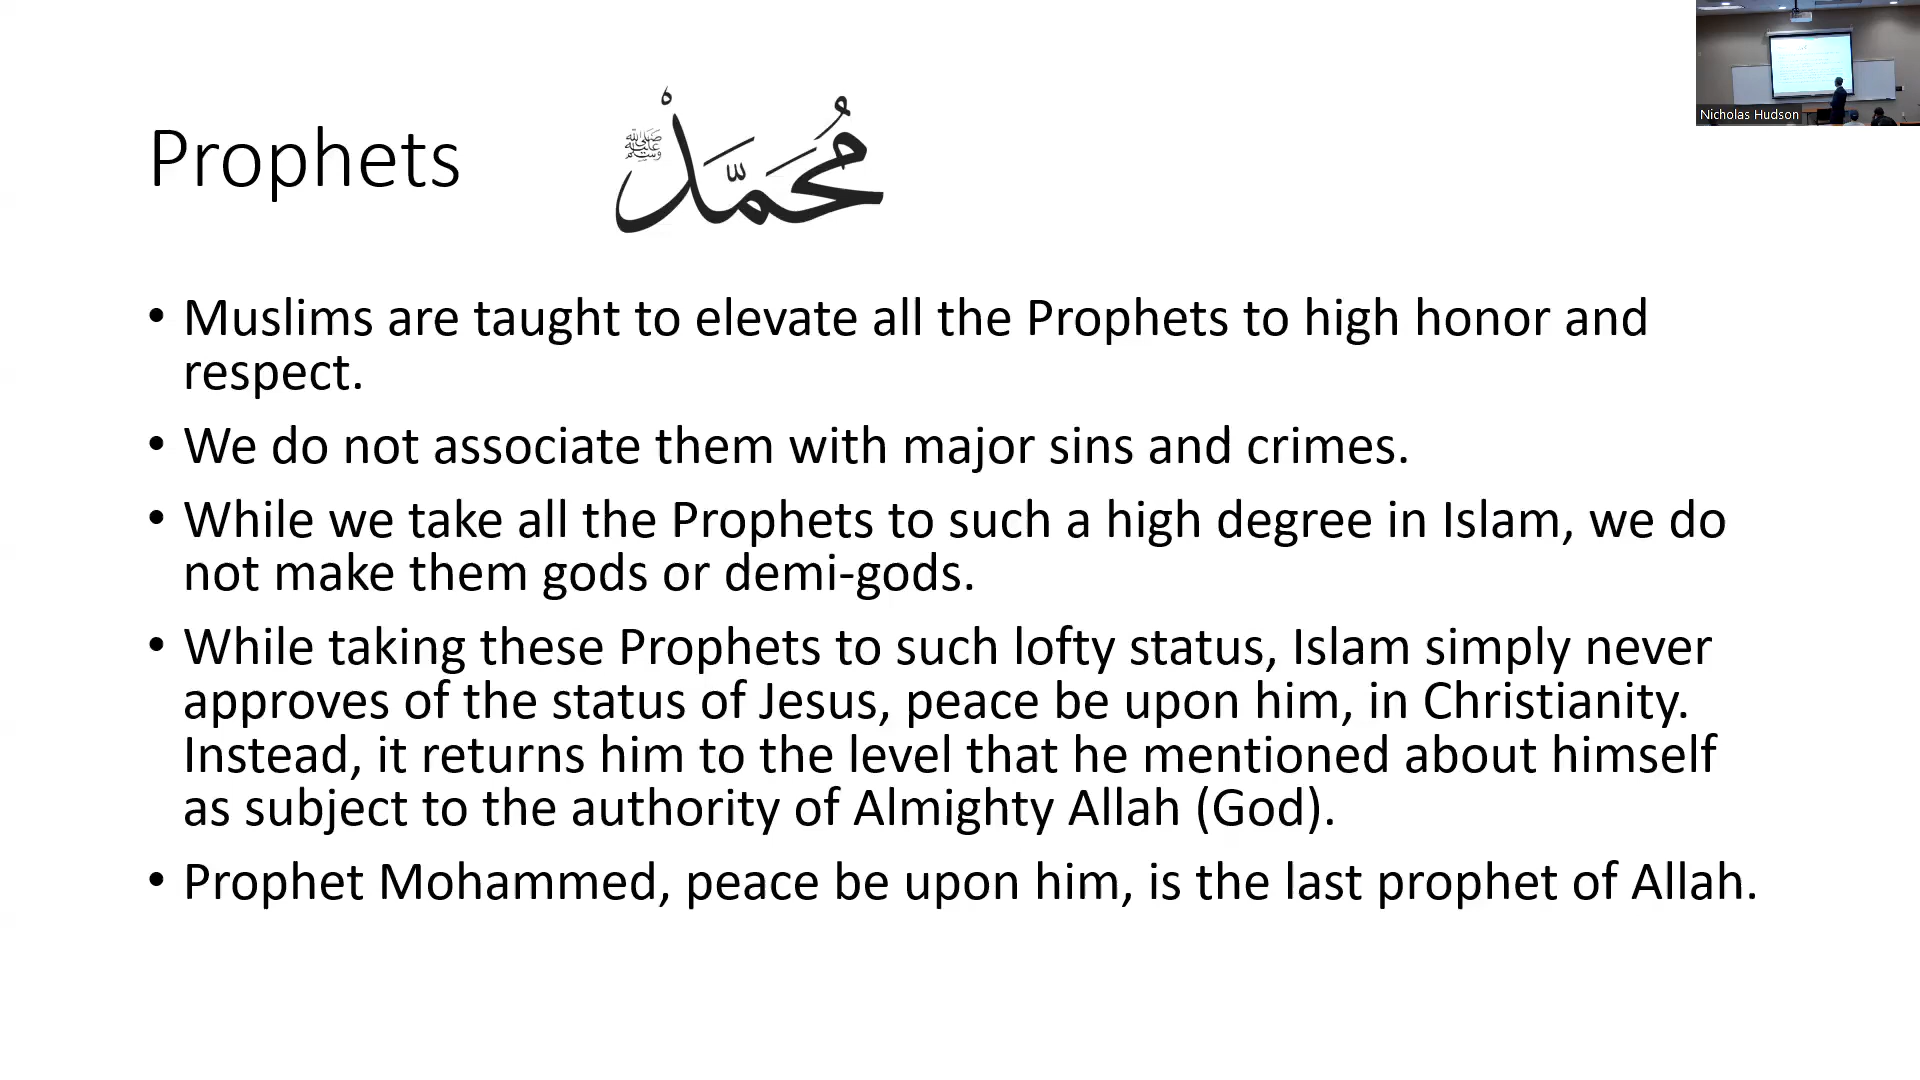 Prophets
مُحَمَّدْ
صلى الله عليه وسلم
Nicholas Hudson
• Muslims are taught to elevate all the Prophets to high honor and
respect.
• We do not associate them with major sins and crimes.
• While we take all the Prophets to such a high degree in Islam, we do
not make them gods or demi-gods.
• While taking these Prophets to such lofty status, Islam simply never
approves of the status of Jesus, peace be upon him, in Christianity.
Instead, it returns him to the level that he mentioned about himself
as subject to the authority of Almighty Allah (God).
• Prophet Mohammed, peace be upon him, is the last prophet of Allah.